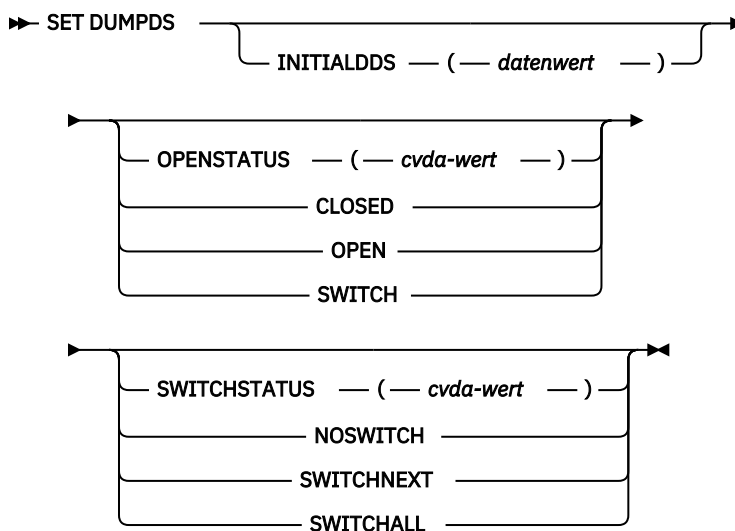 SET DUMPDS
INITIALDDS ( datenwert )
OPENSTATUS ( cvda-wert )
CLOSED
OPEN
SWITCH
SWITCHSTATUS ( cvda-wert )
NOSWITCH
SWITCHNEXT
SWITCHALL